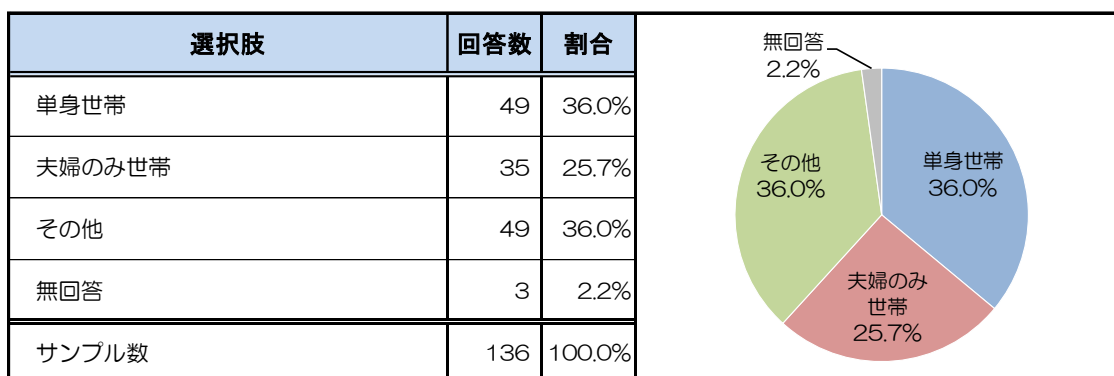 選択肢 回答数 割合
単身世帯 49 36.0%
夫婦のみ世帯 35 25.7%
その他 49 36.0%
無回答 3 2.2%
サンプル数 136 100.0%
無回答
2.2%
単身世帯
36.0%
夫婦のみ
世帯
25.7%
その他
36.0%